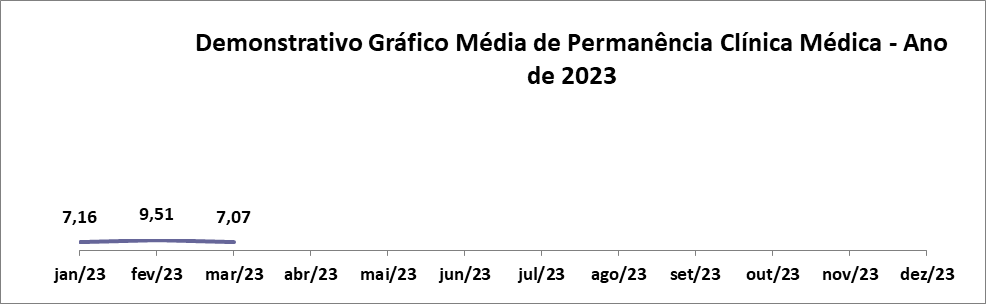 Demonstrativo Gráfico Média de Permanência Clínica Médica - Ano
de 2023
7,16 9,51 7,07
jan/23 fev/23 mar/23 abr/23 mai/23 jun/23 jul/23 ago/23 set/23 out/23 nov/23 dez/23